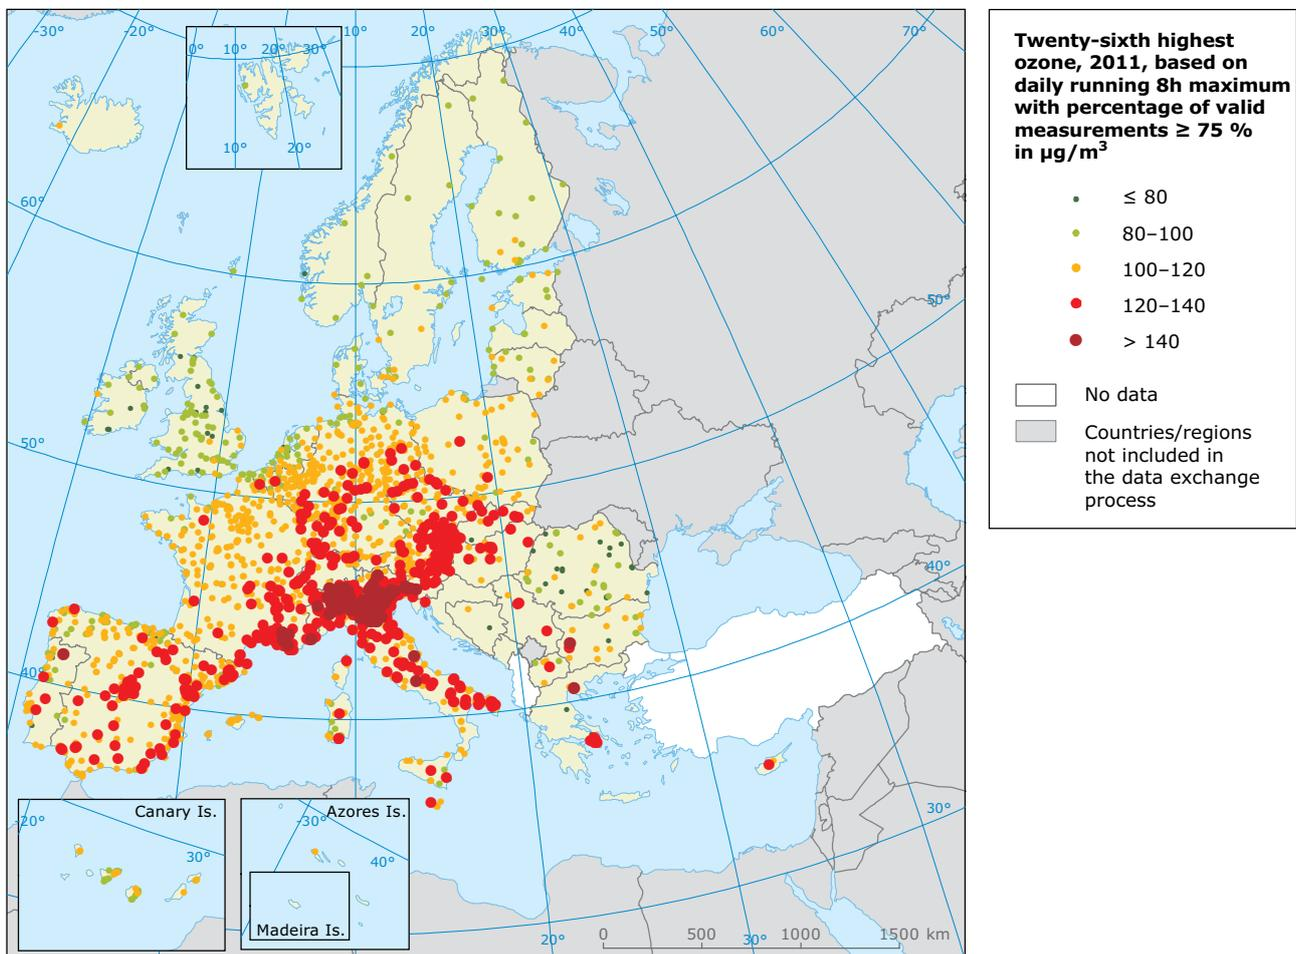 -30°
-20°
10°
20°
30°
40°
50°
60°
70°
0° 10° 20° 30°
10° 20°
60°
50°
50°
40°
40°
Canary Is.
-20°
30°
-30°
Azores Is.
40°
Madeira Is.
30°
20°
30°
0 500 1000 1500 km
Twenty-sixth highest
ozone, 2011, based on
daily running 8h maximum
with percentage of valid
measurements ≥ 75 %
in µg/m³
≤ 80
80–100
100–120
120–140
> 140
No data
Countries/regions
not included in
the data exchange
process